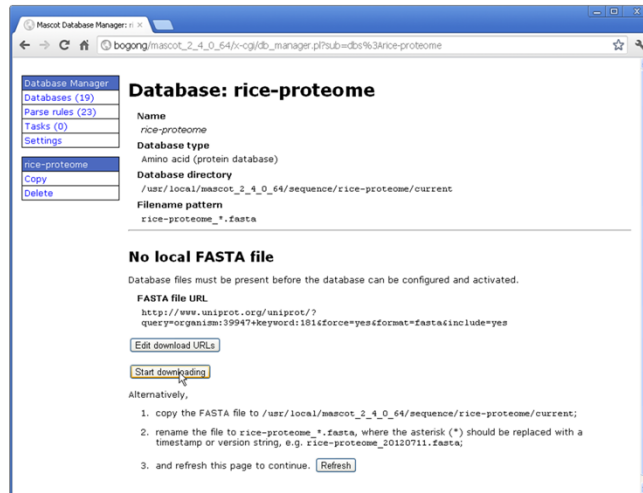 Mascot Database Manager: ri
bogong/mascot_2_4_0_64/x-cgi/db_manager.pl?sub=dbs%3Arice-proteome
Database Manager
Databases (19)
Parse rules (23)
Tasks (0)
Settings
rice-proteome
Copy
Delete
Database: rice-proteome
Name
rice-proteome
Database type
Amino acid (protein database)
Database directory
/usr/local/mascot_2_4_0_64/sequence/rice-proteome/current
Filename pattern
rice-proteome_*.fasta
No local FASTA file
Database files must be present before the database can be configured and activated.
FASTA file URL
http://www.uniprot.org/uniprot/?
query=organism:39947+keyword:181&force=yes&format=fasta&include=yes
Edit download URLs
Start downloading
Alternatively,
1. copy the FASTA file to /usr/local/mascot_2_4_0_64/sequence/rice-proteome/current;
2. rename the file to rice-proteome_*.fasta, where the asterisk (*) should be replaced with a
timestamp or version string, e.g. rice-proteome_20120711.fasta;
3. and refresh this page to continue. Refresh